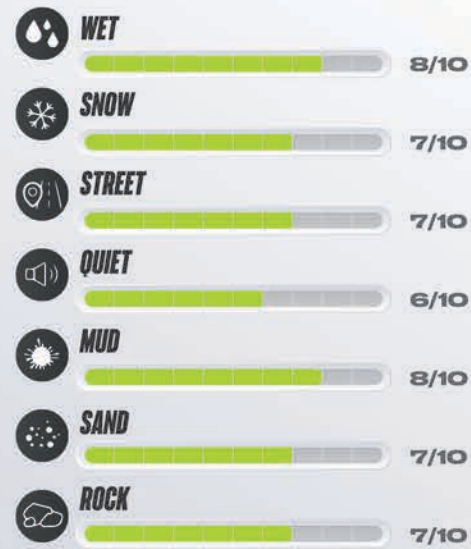 WET
8/10
SNOW
7/10
STREET
7/10
QUIET
6/10
MUD
8/10
SAND
7/10
ROCK
7/10